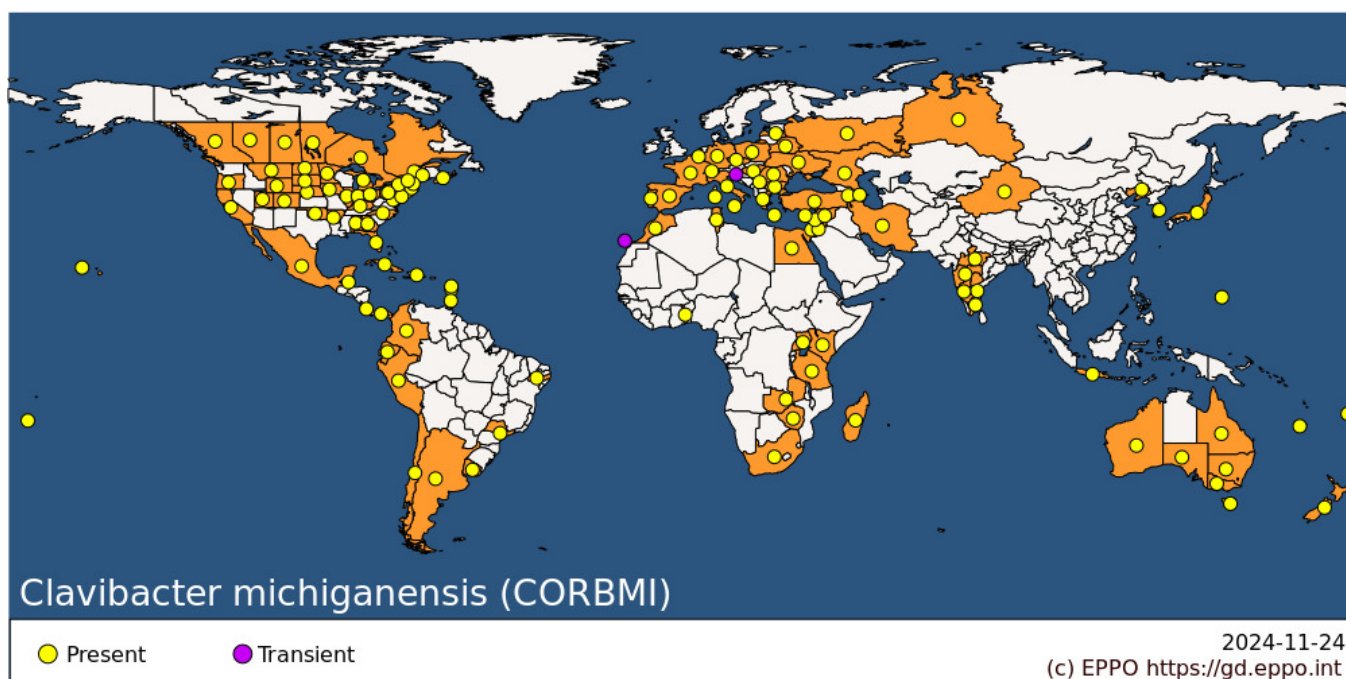 Clavibacter michiganensis (CORBMI)
Present
Transient
2024-11-24
(c) EPPO https://gd.eppo.int